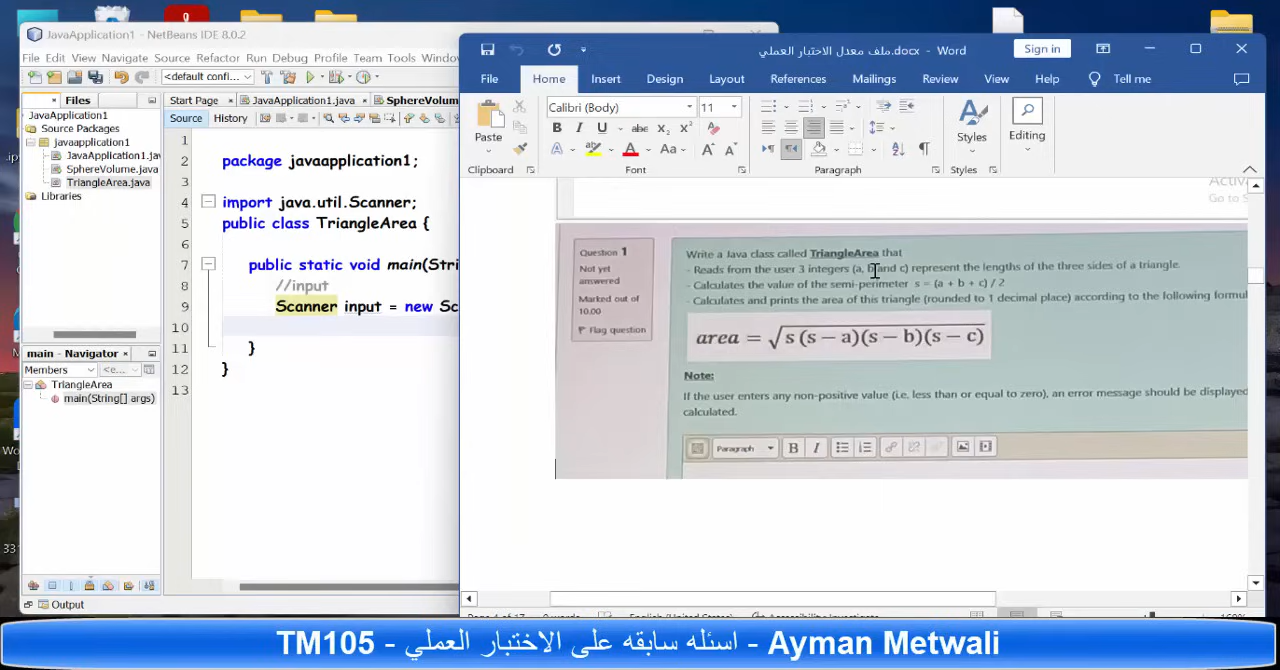 JavaApplication1 - NetBeans IDE 8.0.2
File Edit View Navigate Source Refactor Run Debug Profile Team Tools Window
<default confi...
Files
Start Page
JavaApplication1.java
SphereVolum
JavaApplication1
Source Packages
javaapplication1
JavaApplication1.jav
SphereVolume.java
TriangleArea.java
Libraries
Source History
1
2 package javaapplication1;
3
4 import java.util.Scanner;
5 public class TriangleArea {
6
7 public static void main(Stri
8 //input
9 Scanner input = new Sc
10
11 }
12 }
13
main - Navigator
Members <e...
TriangleArea
main(String[] args)
Output
ملف معدل الاختبار العملي.docx - Word
Sign in
File Home Insert Design Layout References Mailings Review View Help Tell me
Paste
Calibri (Body) 11
Styles
Editing
Clipboard Font Paragraph Styles
Activa
Go to S
Question 1
Not yet
answered
Marked out of
10.00
Flag question
Write a Java class called TriangleArea that
- Reads from the user 3 integers (a, b and c) represent the lengths of the three sides of a triangle.
- Calculates the value of the semi-perimeter s = (a + b + c) / 2
- Calculates and prints the area of this triangle (rounded to 1 decimal place) according to the following formul
area = √s (s − a)(s − b)(s − c)
Note:
If the user enters any non-positive value (i.e. less than or equal to zero), an error message should be displayed
calculated.
Paragraph B I
TM105 - اسئله سابقه على الاختبار العملي - Ayman Metwali